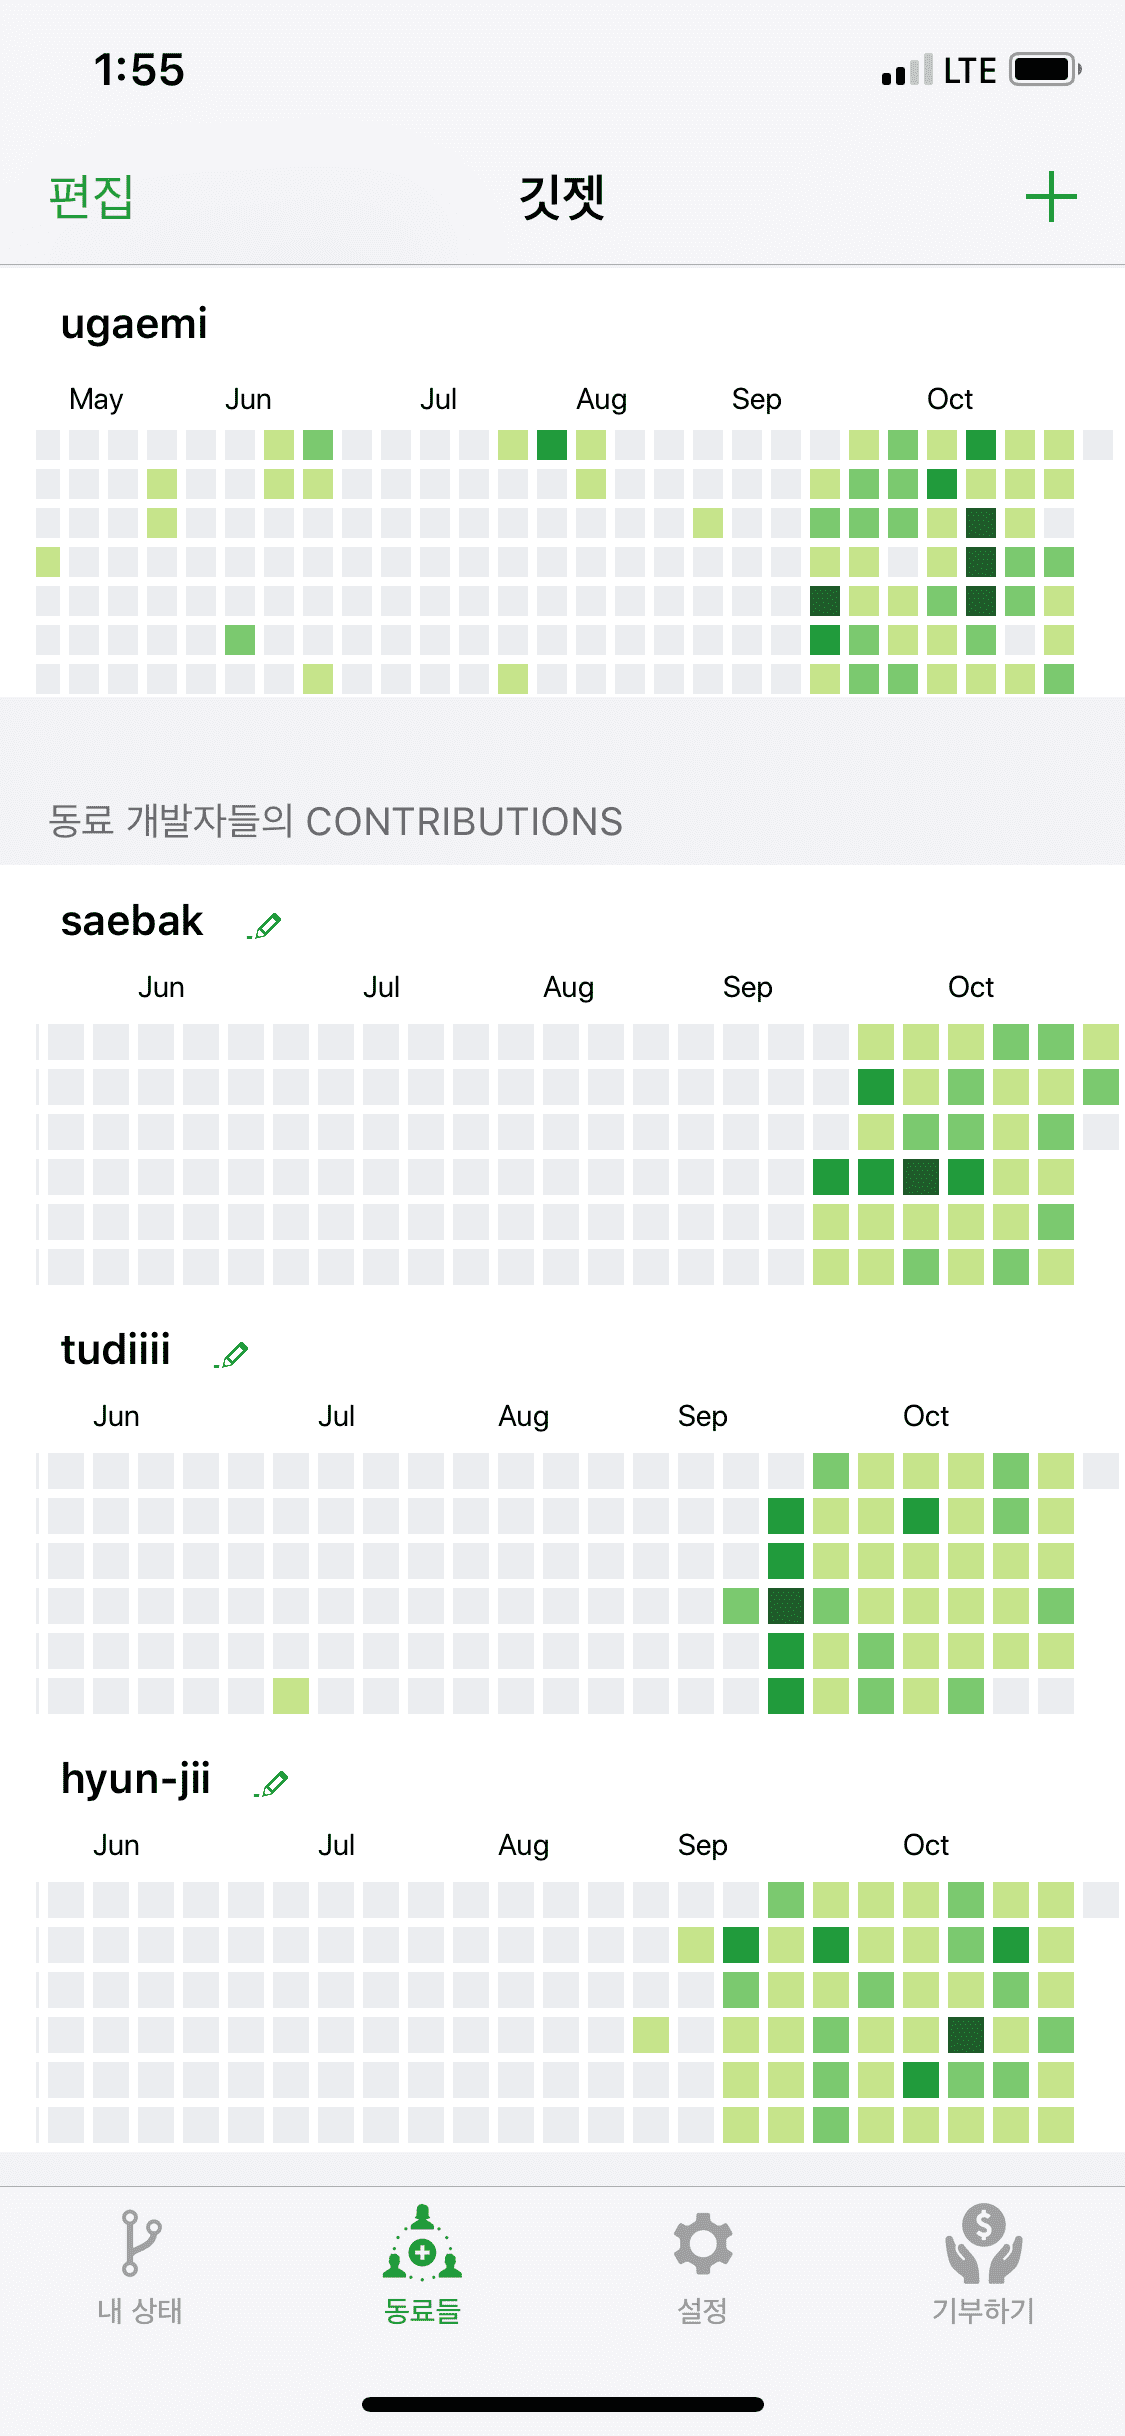 1:55 LTE
편집 깃젯
ugaemi
May Jun Jul Aug Sep Oct
동료 개발자들의 CONTRIBUTIONS
saebak
Jun Jul Aug Sep Oct
tudiiii
Jun Jul Aug Sep Oct
hyun-jii
Jun Jul Aug Sep Oct
내 상태 동료들 설정 기부하기